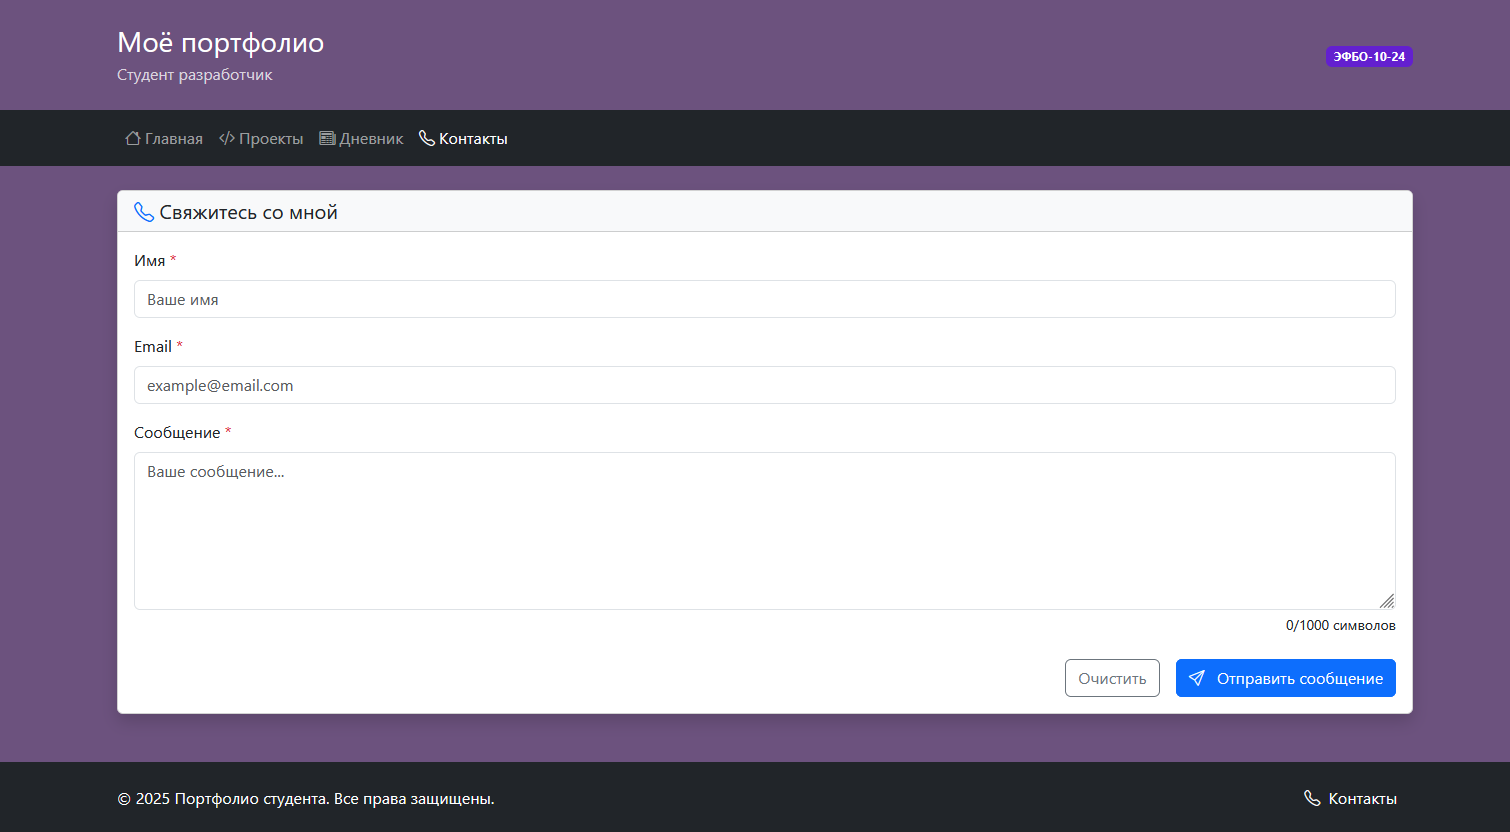 Моё портфолио
Студент разработчик
ЭФБО-10-24
Главная Проекты Дневник Контакты
Свяжитесь со мной
Имя *
Ваше имя
Email *
example@email.com
Сообщение *
Ваше сообщение...
0/1000 символов
Очистить Отправить сообщение
© 2025 Портфолио студента. Все права защищены. Контакты